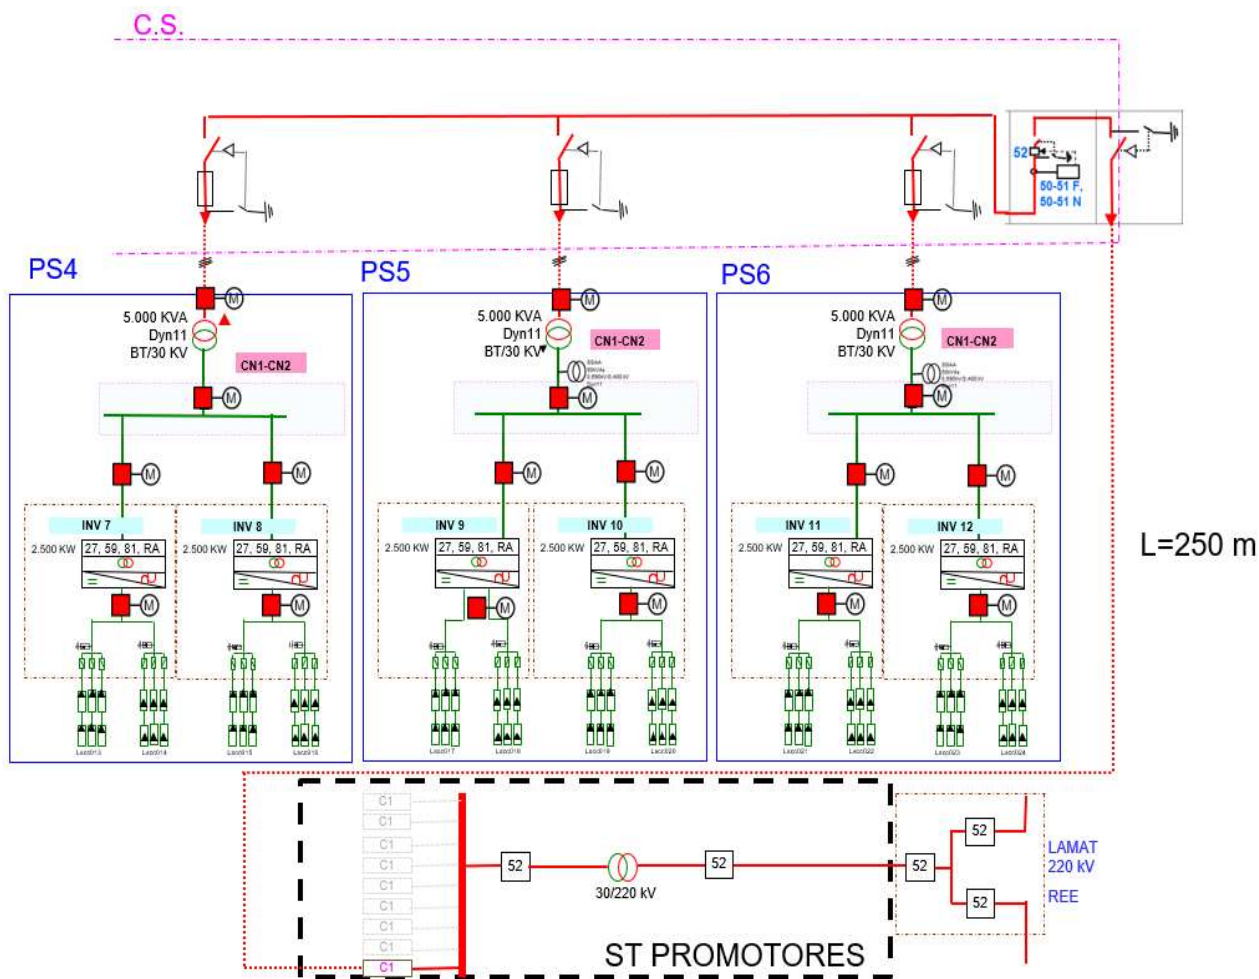 C.S.
52
50-51 F,
50-51 N
PS4
PS5
PS6
5.000 KVA
Dyn11
BT/30 KV
M
CN1-CN2
M
M
M
INV 7
INV 8
2.500 KW
27, 59, 81, RA
2.500 KW
27, 59, 81, RA
M
M
5.000 KVA
Dyn11
BT/30 KV
M
CN1-CN2
M
M
M
INV 9
INV 10
2.500 KW
27, 59, 81, RA
2.500 KW
27, 59, 81, RA
M
M
5.000 KVA
Dyn11
BT/30 KV
M
CN1-CN2
M
M
M
INV 11
INV 12
2.500 KW
27, 59, 81, RA
2.500 KW
27, 59, 81, RA
M
M
L=250 m
C1
C1
C1
C1
C1
C1
C1
C1
C1
52
30/220 kV
52
52
52
52
LAMAT
220 kV
REE
ST PROMOTORES